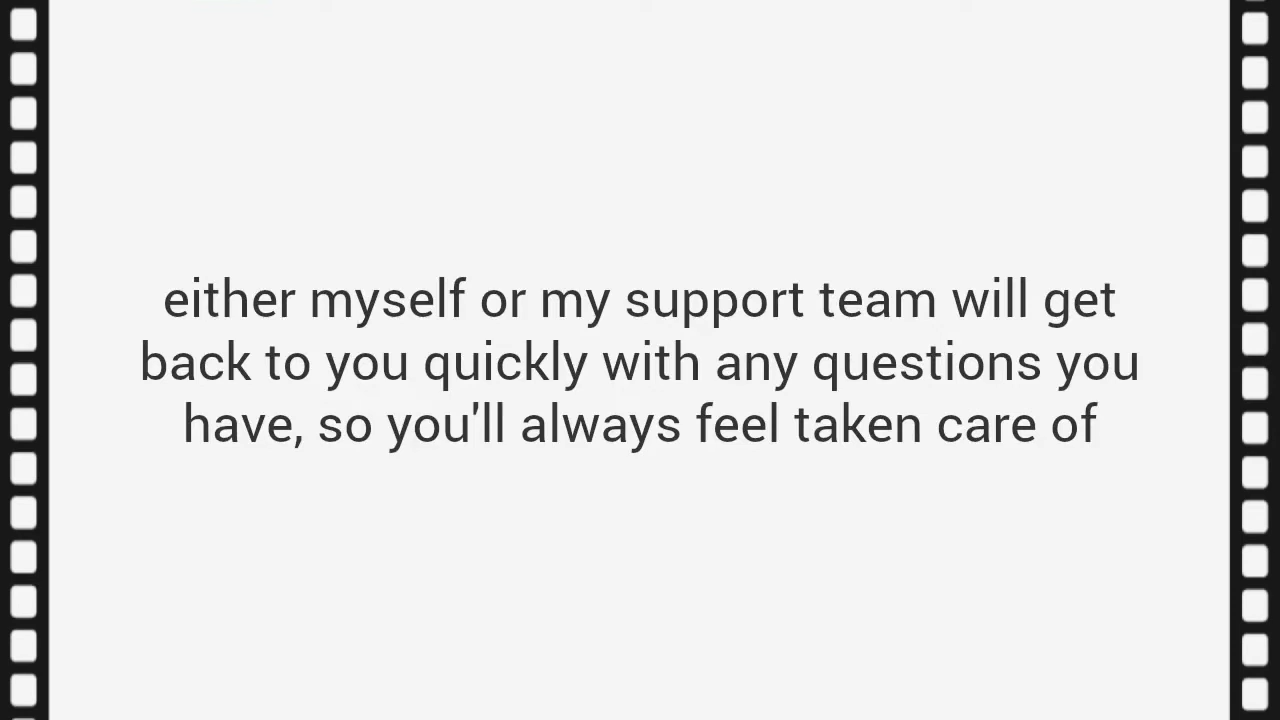 either myself or my support team will get
back to you quickly with any questions you
have, so you'll always feel taken care of